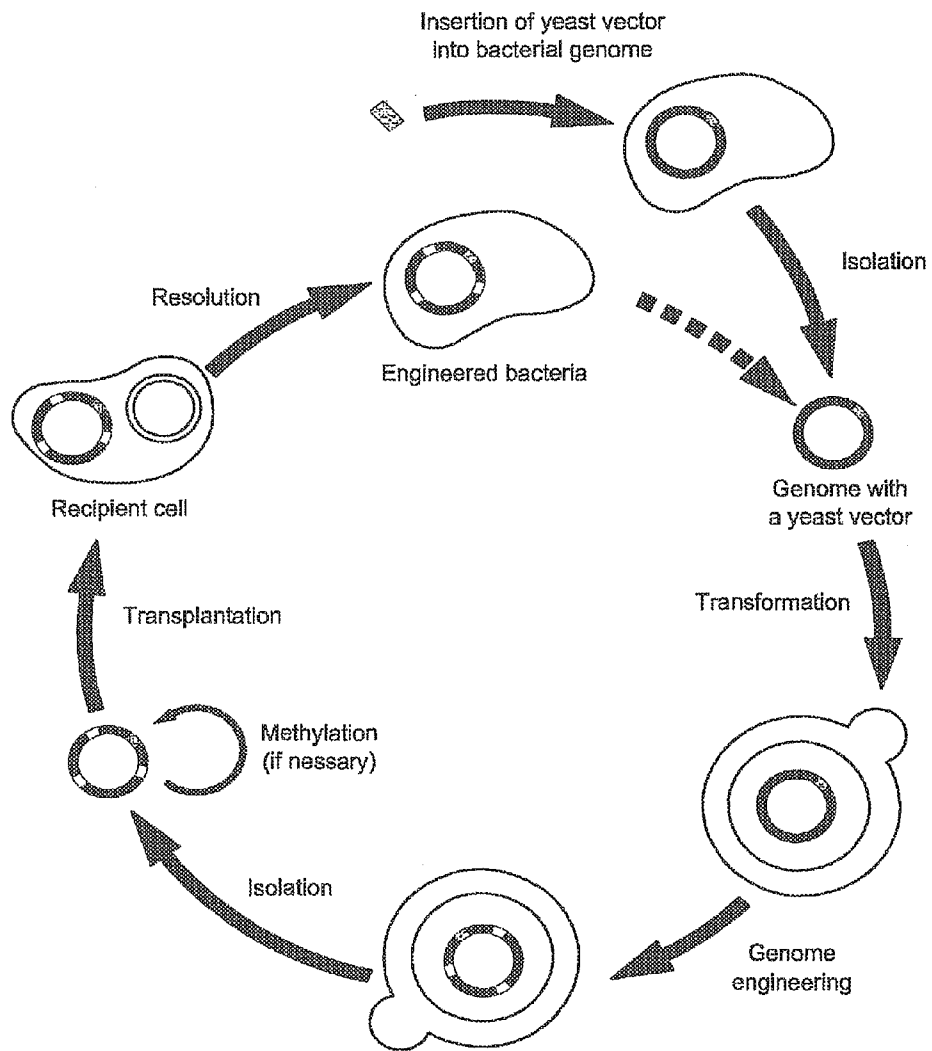 Insertion of yeast vector
into bacterial genome
Isolation
Resolution
Engineered bacteria
Recipient cell
Genome with
a yeast vector
Transformation
Transplantation
Methylation
(if nessary)
Isolation
Genome
engineering